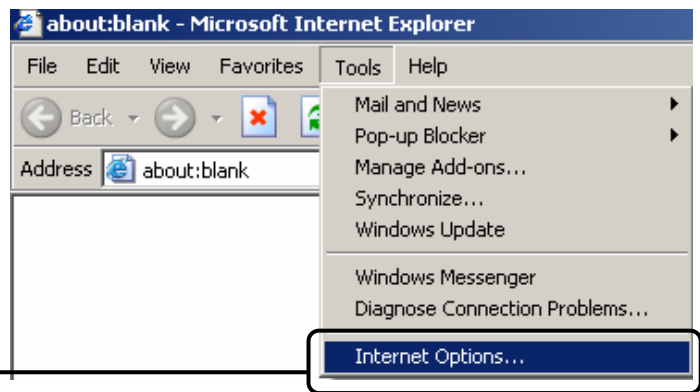 about:blank - Microsoft Internet Explorer
File Edit View Favorites Tools Help
Back
Address about:blank
Mail and News
Pop-up Blocker
Manage Add-ons...
Synchronize...
Windows Update
Windows Messenger
Diagnose Connection Problems...
Internet Options...